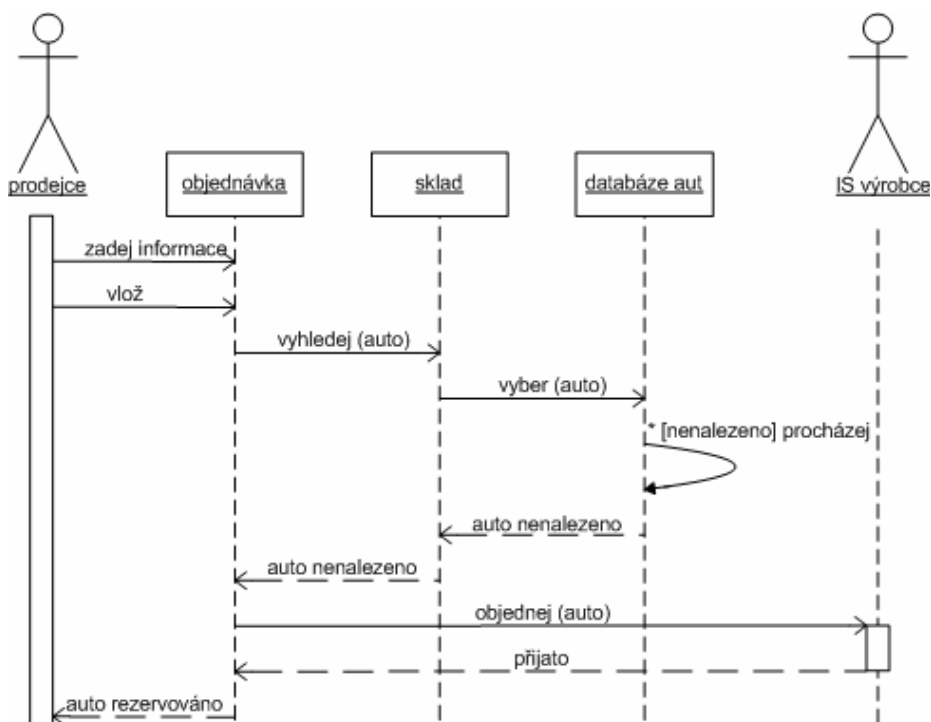 prodejce
objednávka
sklad
databáze aut
IS výrobce
zadej informace
vlož
vyhledej (auto)
vyber (auto)
* [nenalezeno] procházej
auto nenalezeno
auto nenalezeno
objednej (auto)
přijato
auto rezervováno